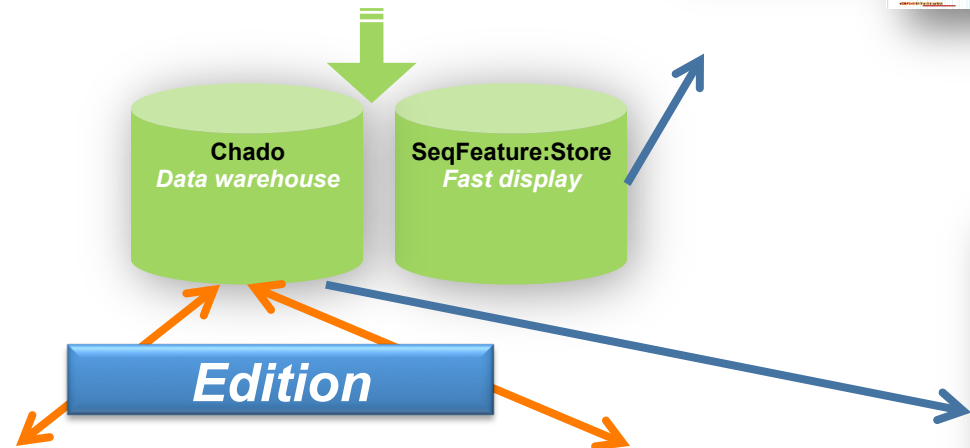 Chado
Data warehouse
SeqFeature:Store
Fast display
Edition